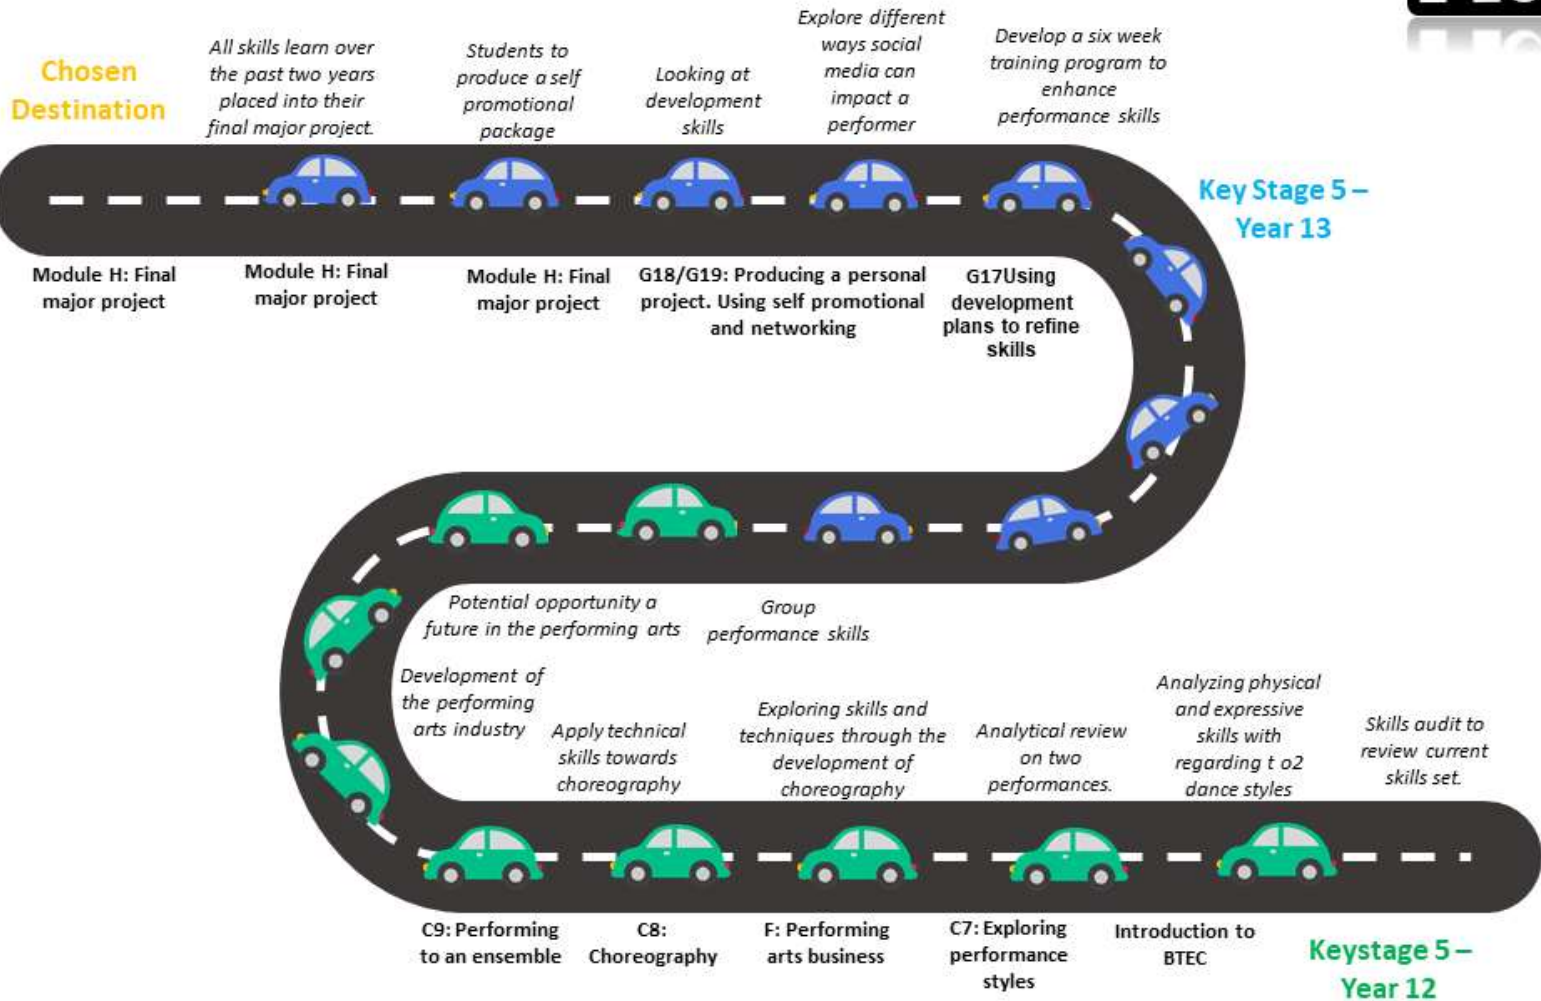 Chosen
Destination
All skills learn over
the past two years
placed into their
final major project.
Students to
produce a self
promotional
package
Looking at
development
skills
Explore different
ways social
media can
impact a
performer
Develop a six week
training program to
enhance
performance skills
Key Stage 5 –
Year 13
Module H: Final
major project
Module H: Final
major project
Module H: Final
major project
G18/G19: Producing a personal
project. Using self promotional
and networking
G17Using
development
plans to refine
skills
Potential opportunity a
future in the performing arts
Group
performance skills
Development of
the performing
arts industry
Apply technical
skills towards
choreography
Exploring skills and
techniques through the
development of
choreography
Analytical review
on two
performances.
Analyzing physical
and expressive
skills with
regarding t o2
dance styles
Skills audit to
review current
skills set.
C9: Performing
to an ensemble
C8:
Choreography
F: Performing
arts business
C7: Exploring
performance
styles
Introduction to
BTEC
Keystage 5 –
Year 12